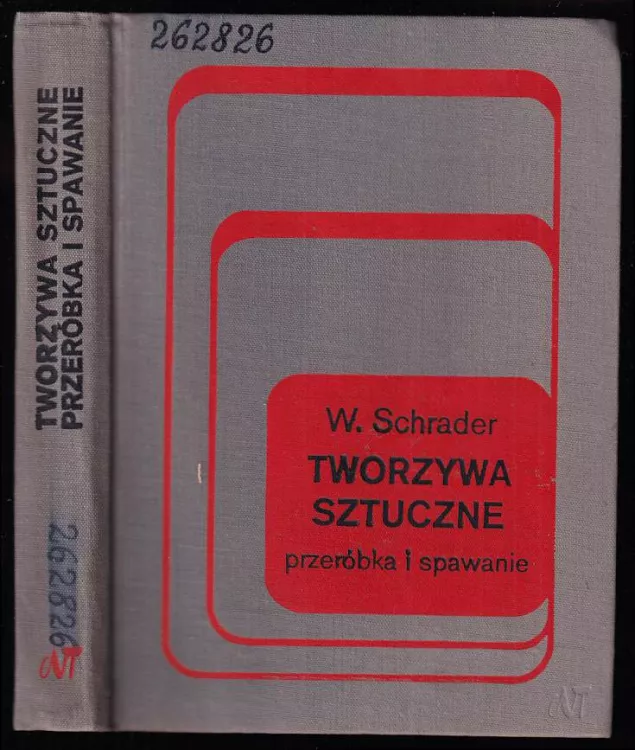 262826
W. Schrader
TWORZYWA
SZTUCZNE
przeróbka i spawanie
TWORZYWA SZTUCZNE
PRZERÓBKA I SPAWANIE
262826